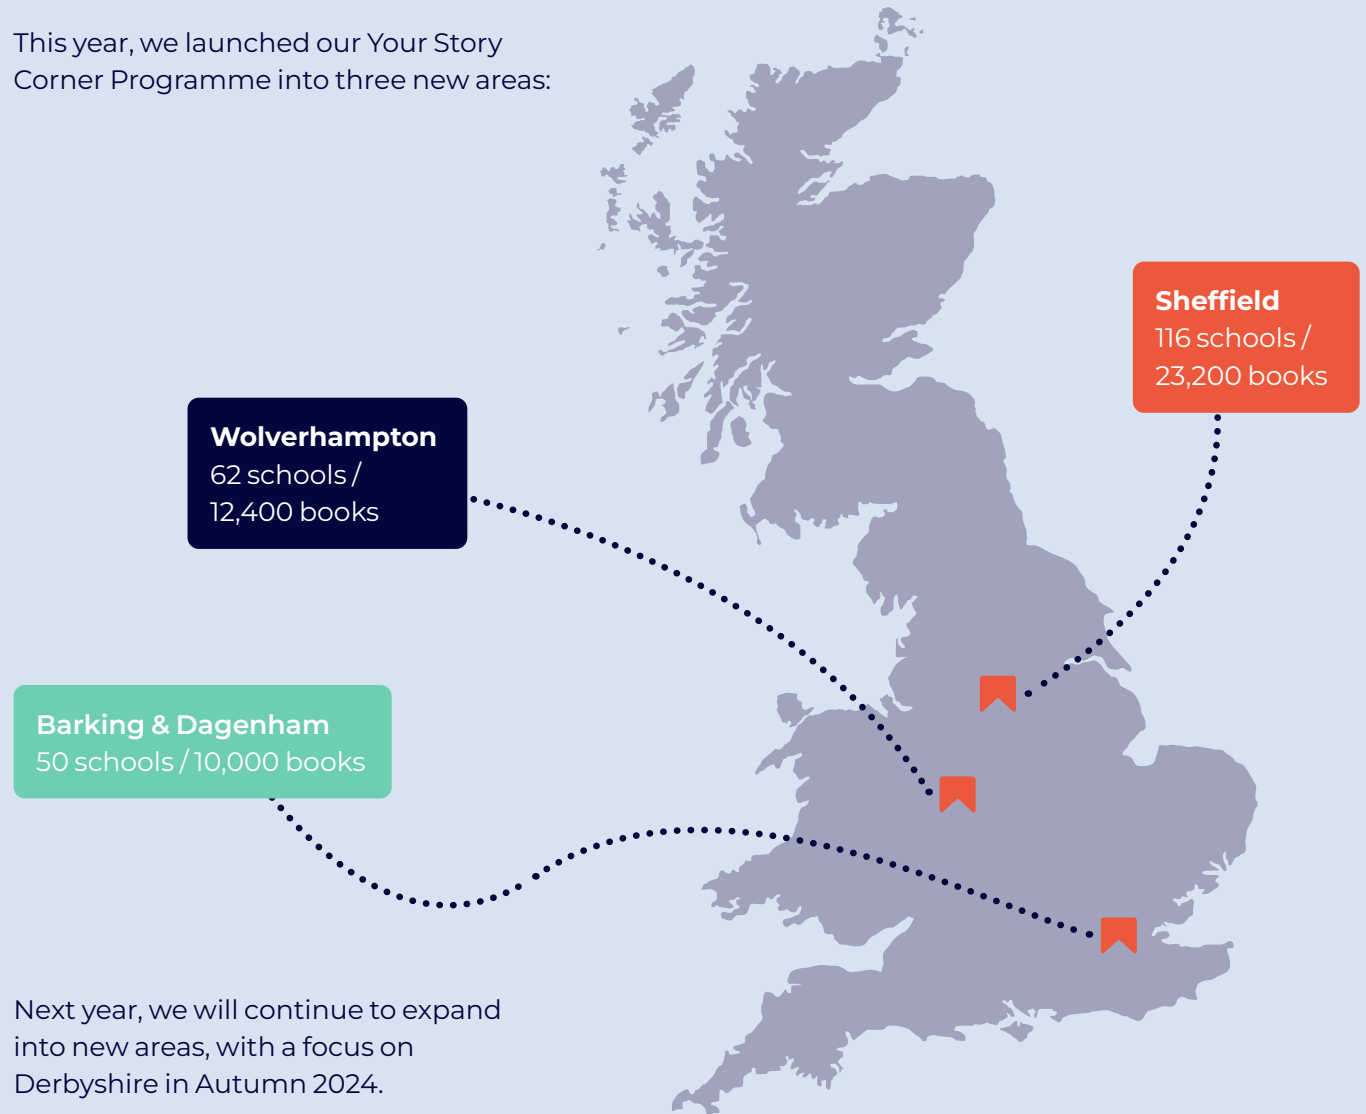 This year, we launched our Your Story
Corner Programme into three new areas:
Sheffield
116 schools /
23,200 books
Wolverhampton
62 schools /
12,400 books
Barking & Dagenham
50 schools / 10,000 books
Next year, we will continue to expand
into new areas, with a focus on
Derbyshire in Autumn 2024.